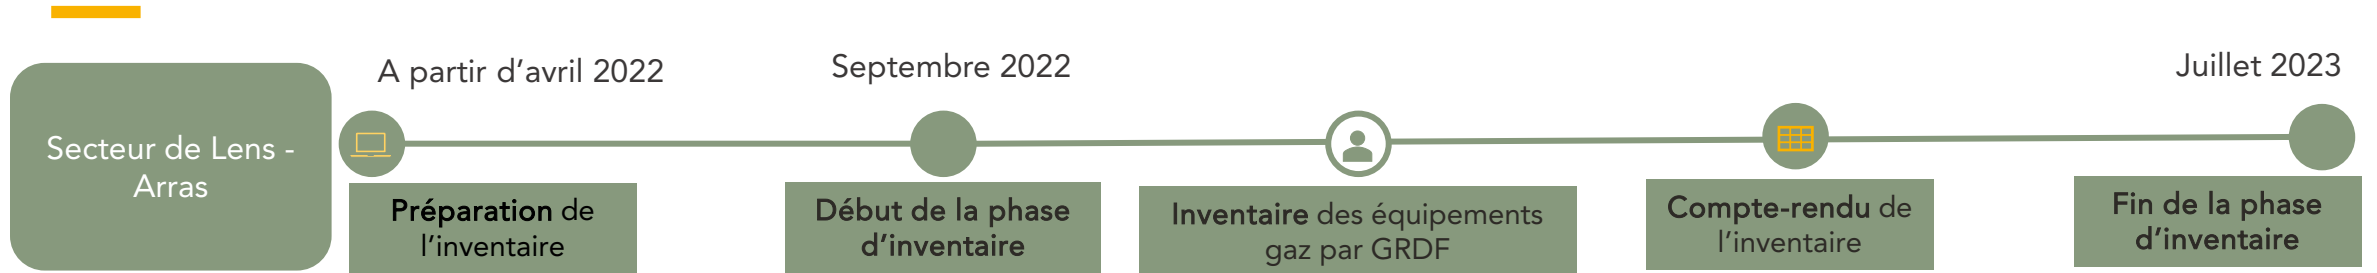 A partir d’avril 2022
Septembre 2022
Juillet 2023
Secteur de Lens -
Arras
Préparation de
l’inventaire
Début de la phase
d’inventaire
Inventaire des équipements
gaz par GRDF
Compte-rendu de
l’inventaire
Fin de la phase
d’inventaire